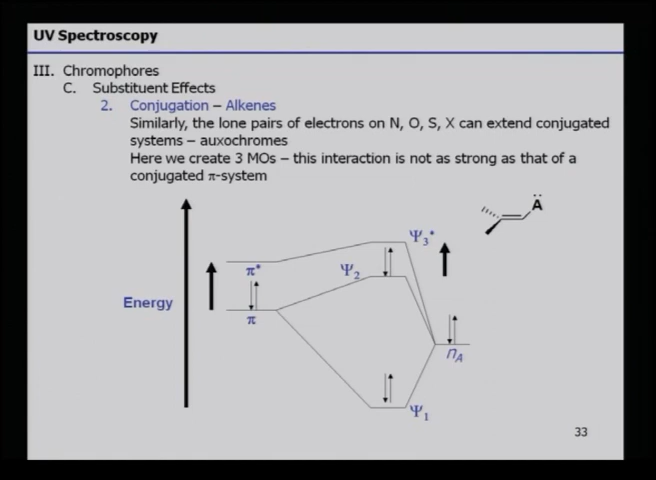 UV Spectroscopy
III. Chromophores
C. Substituent Effects
2. Conjugation – Alkenes
Similarly, the lone pairs of electrons on N, O, S, X can extend conjugated
systems – auxochromes
Here we create 3 MOs – this interaction is not as strong as that of a
conjugated π-system
Ä
Ψ3*
π*
Ψ2
Energy
π
nA
Ψ1
33